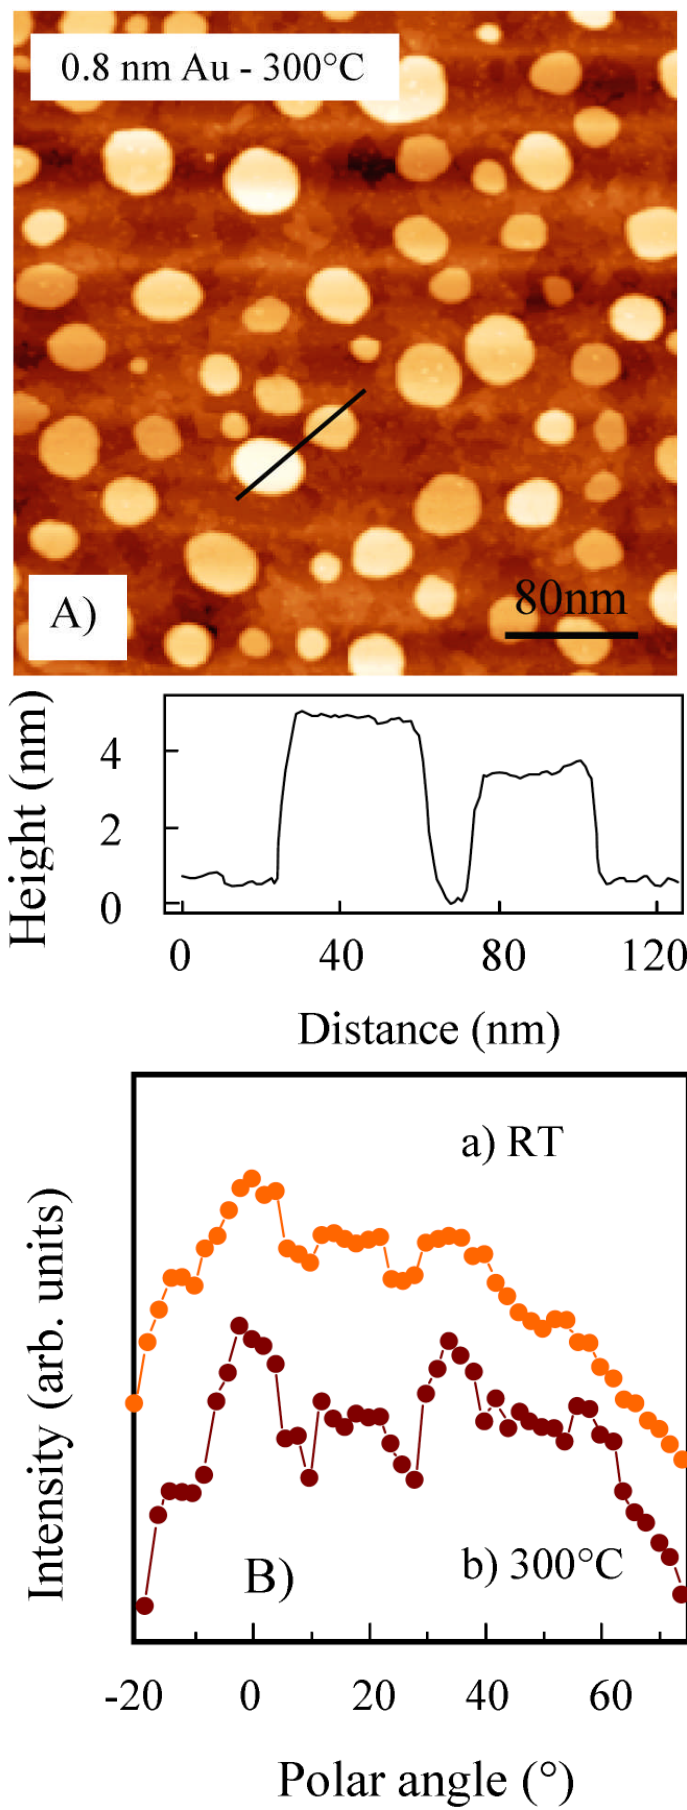 0.8 nm Au - 300°C
A)
80nm
Height (nm)
4
2
0
0 40 80 120
Distance (nm)
Intensity (arb. units)
a) RT
B)
b) 300°C
-20 0 20 40 60
Polar angle (°)